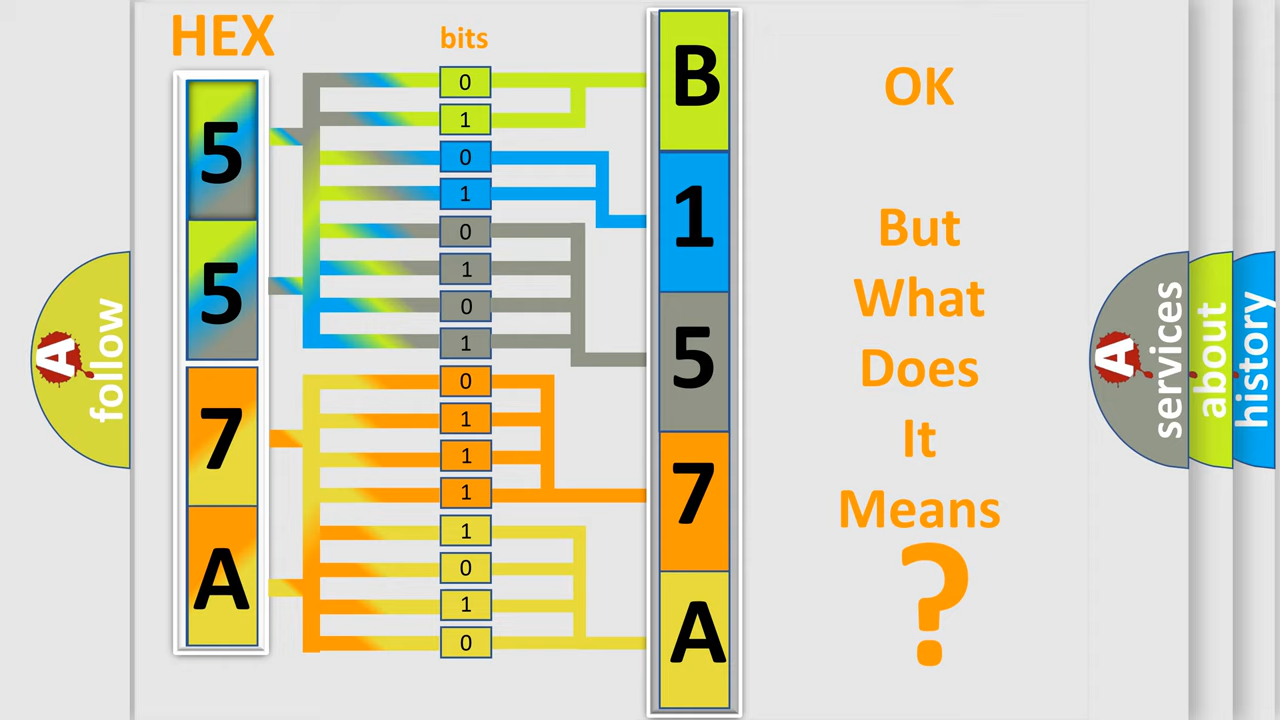 HEX
5
5
7
A
bits
0
1
0
1
0
1
0
1
0
1
1
1
1
0
1
0
B
1
5
7
A
OK
But
What
Does
It
Means
?
A
follow
A
services
about
history